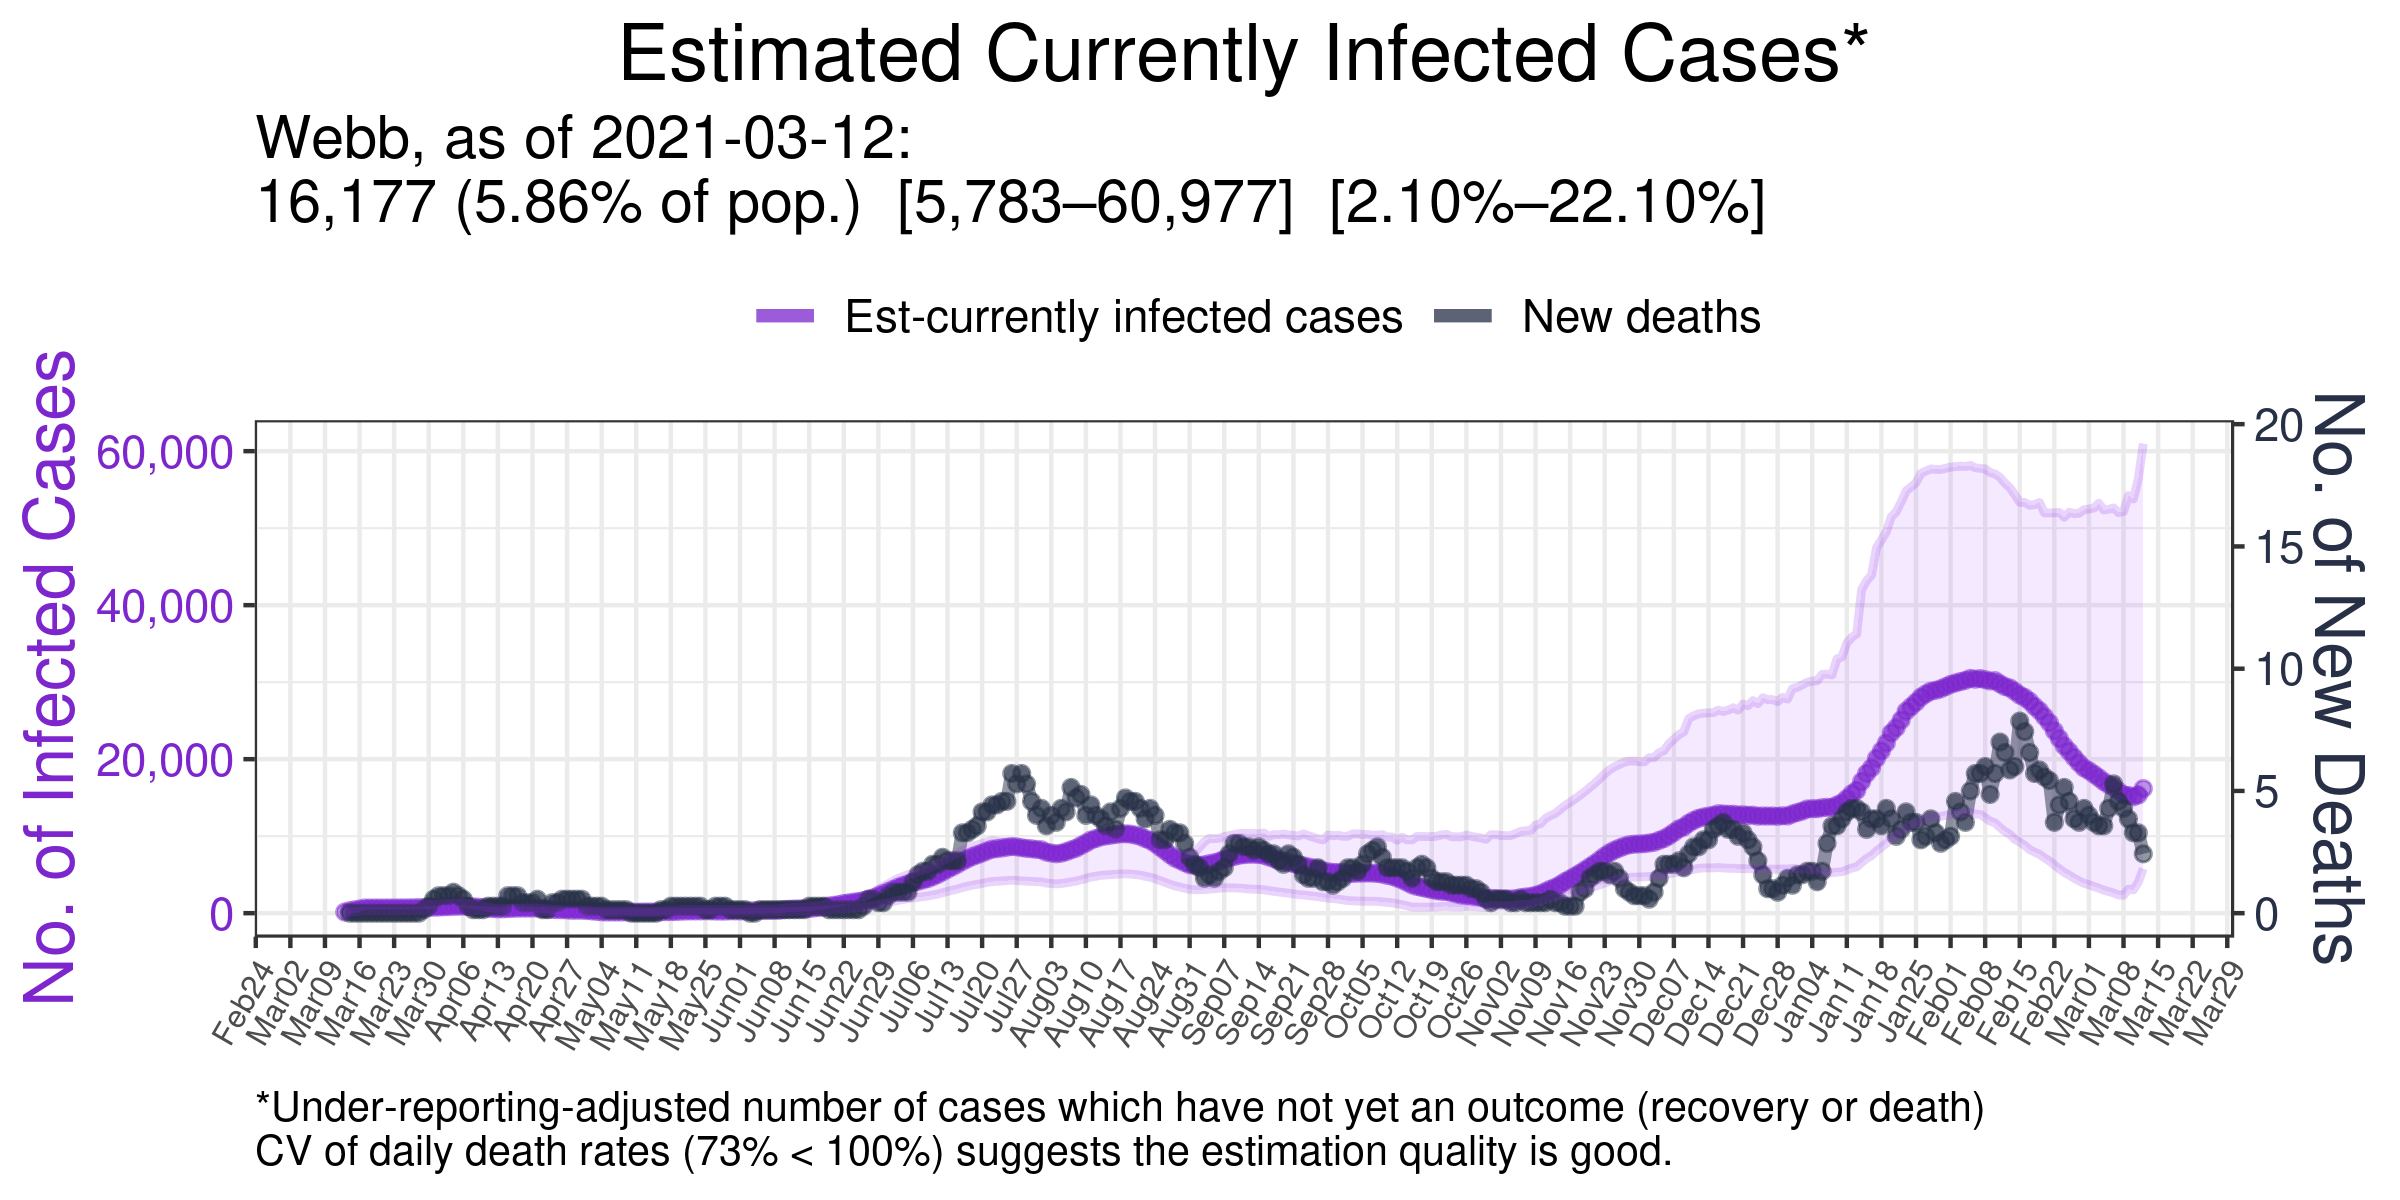 Estimated Currently Infected Cases*
Webb, as of 2021-03-12:
16,177 (5.86% of pop.)  [5,783–60,977]  [2.10%–22.10%]
Est-currently infected cases
New deaths
No. of Infected Cases
60,000
40,000
20,000
0
20
15
10
5
0
No. of New Deaths
Feb24
Mar02
Mar09
Mar16
Mar23
Mar30
Apr06
Apr13
Apr20
Apr27
May04
May11
May18
May25
Jun01
Jun08
Jun15
Jun22
Jun29
Jul06
Jul13
Jul20
Jul27
Aug03
Aug10
Aug17
Aug24
Aug31
Sep07
Sep14
Sep21
Sep28
Oct05
Oct12
Oct19
Oct26
Nov02
Nov09
Nov16
Nov23
Nov30
Dec07
Dec14
Dec21
Dec28
Jan04
Jan11
Jan18
Jan25
Feb01
Feb08
Feb15
Feb22
Mar01
Mar08
Mar15
Mar22
Mar29
*Under-reporting-adjusted number of cases which have not yet an outcome (recovery or death)
CV of daily death rates (73% < 100%) suggests the estimation quality is good.